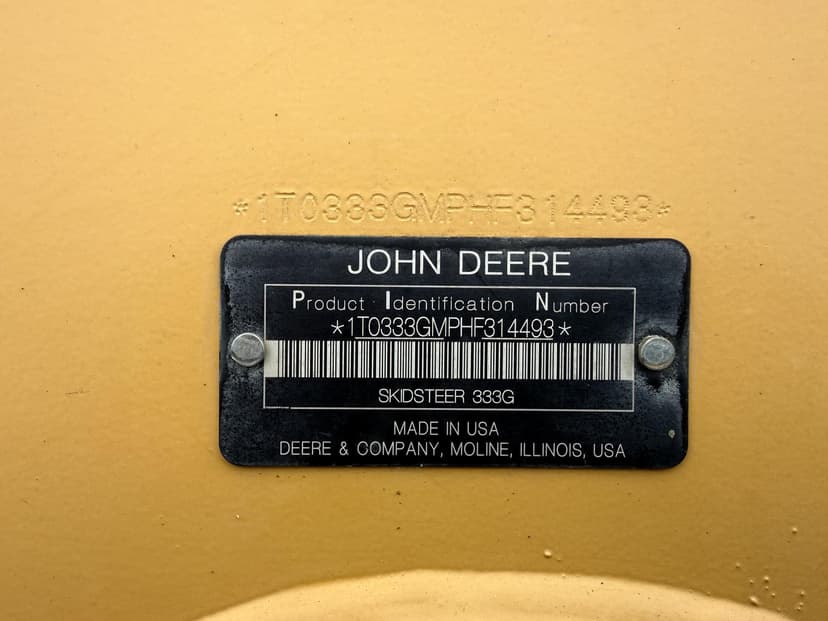 *1T0333GMPHF314493*
JOHN DEERE
Product Identification Number
*1T0333GMPHF314493*
SKIDSTEER 333G
MADE IN USA
DEERE & COMPANY, MOLINE, ILLINOIS, USA